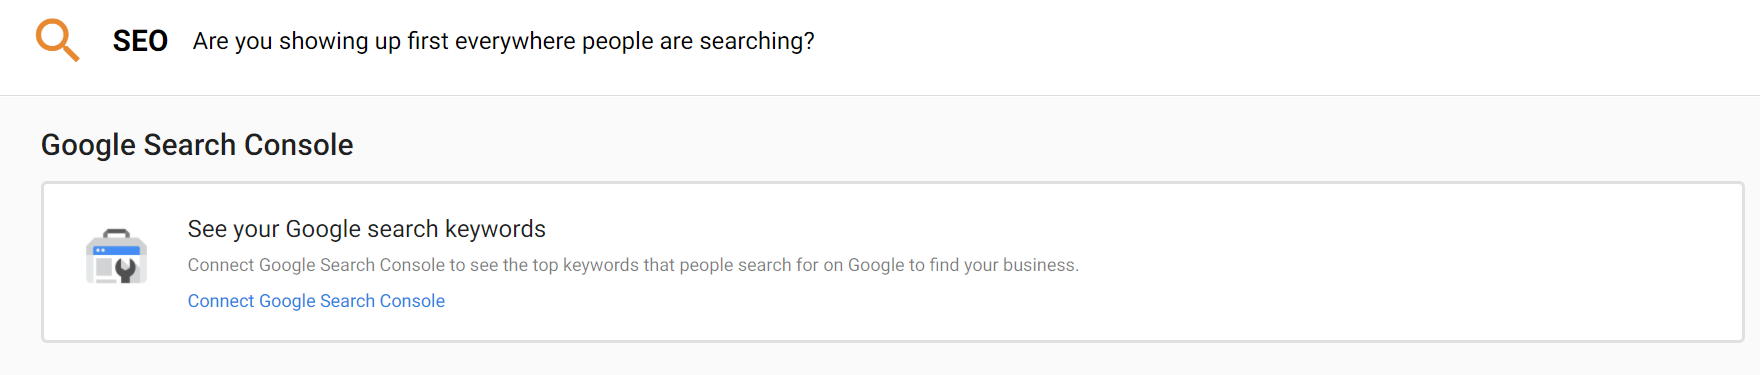 SEO Are you showing up first everywhere people are searching?
Google Search Console
See your Google search keywords
Connect Google Search Console to see the top keywords that people search for on Google to find your business.
Connect Google Search Console